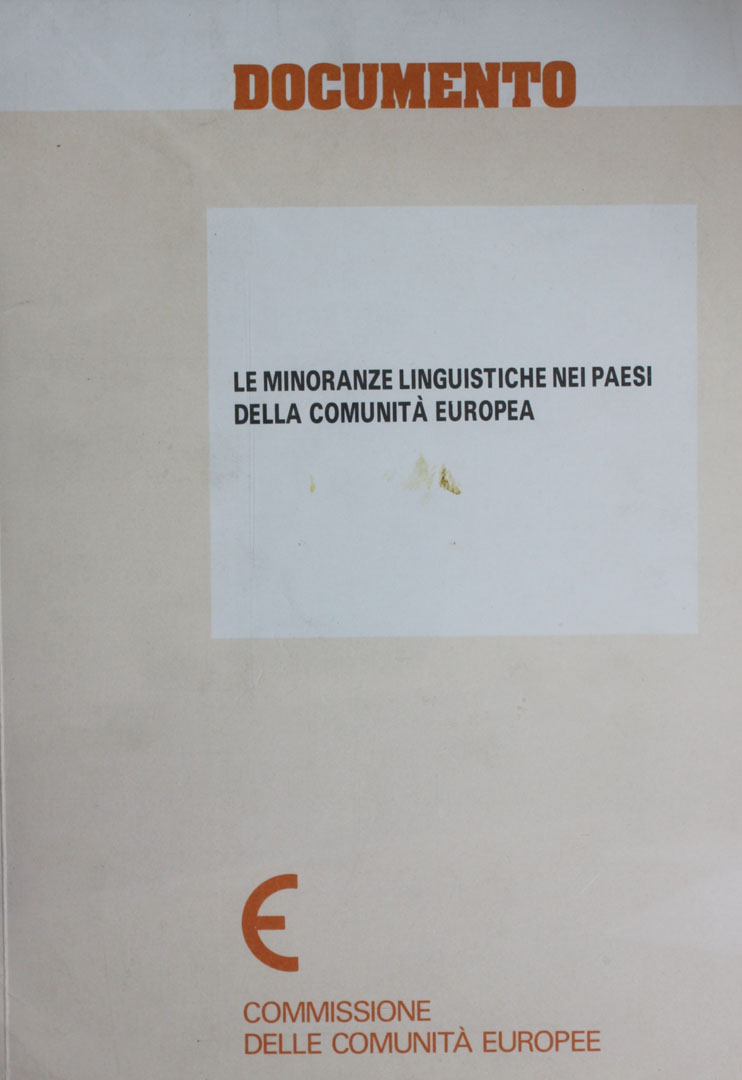 DOCUMENTO
LE MINORANZE LINGUISTICHE NEI PAESI
DELLA COMUNITÀ EUROPEA
COMMISSIONE
DELLE COMUNITÀ EUROPEE